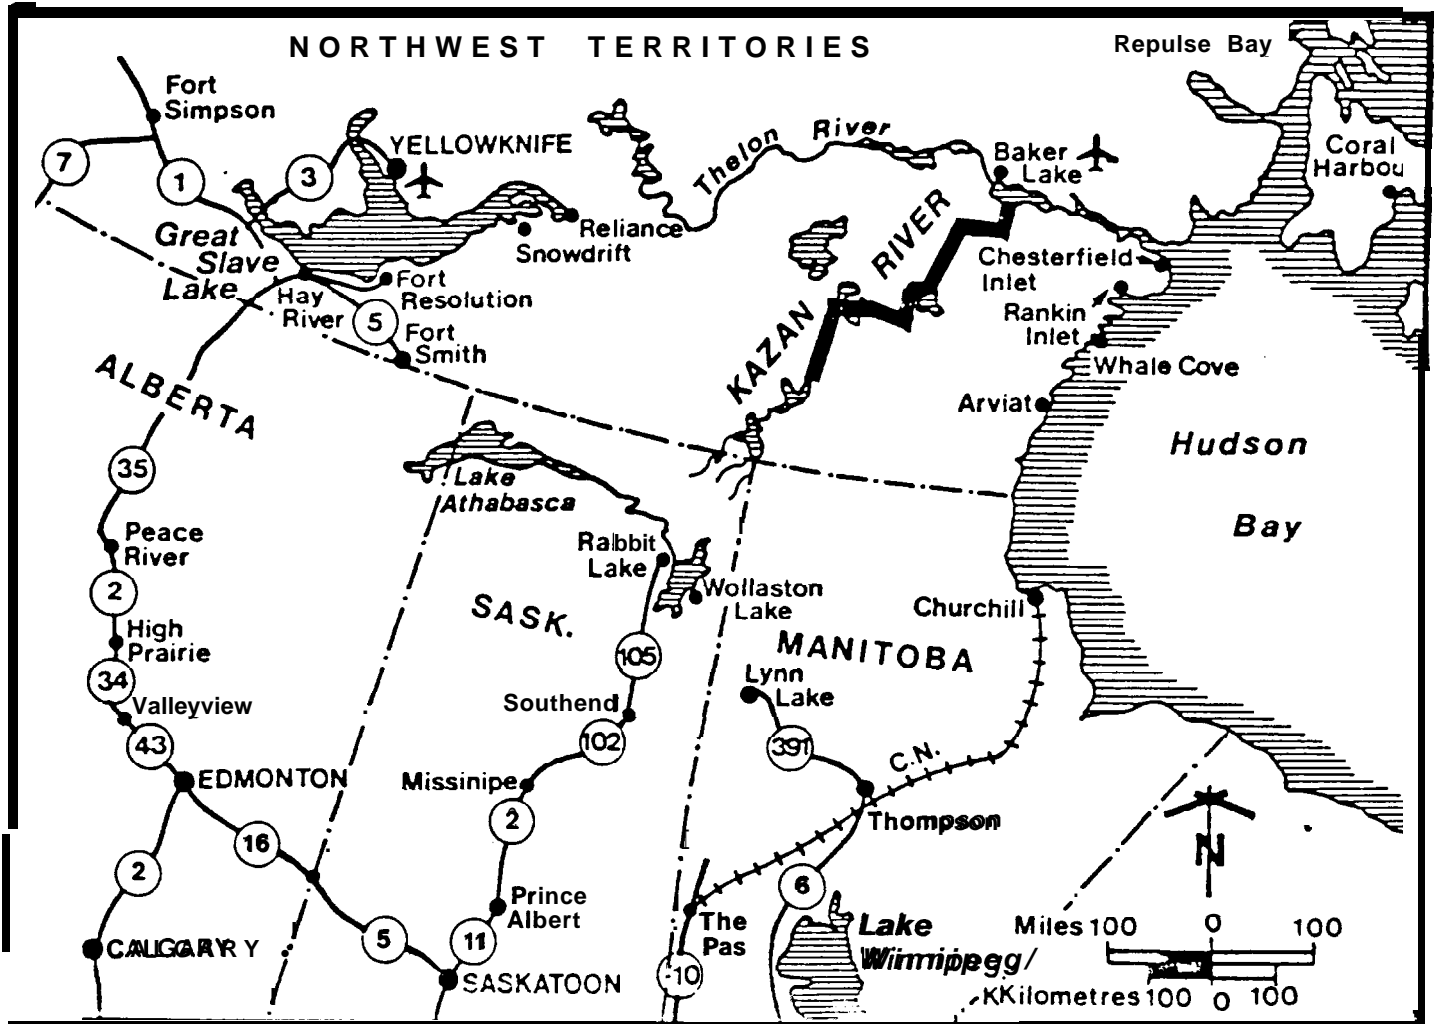 NORTHWEST TERRITORIES
Repulse Bay
Fort
Simpson
YELLOWKNIFE
Thelon River
Baker
Lake
Coral
Harbou
7
1
3
Great
Slave
Lake
Reliance
Snowdrift
KAZAN RIVER
Chesterfield
Inlet
Fort
Resolution
Hay
River
5
Fort
Smith
Rankin
Inlet
Whale Cove
ALBERTA
Arviat
Hudson
Bay
35
Lake
Athabasca
Peace
River
Rabbit
Lake
2
Wollaston
Lake
Churchill
SASK.
High
Prairie
MANITOBA
105
34
Lynn
Lake
Valleyview
Southend
43
102
391
C.N.
EDMONTON
Missinipe
2
Thompson
16
N
2
6
Prince
Albert
The
Pas
Lake
Winnipeg
Miles 100 0 100
5
11
CALGARY
10
SASKATOON
Kilometres 100 0 100